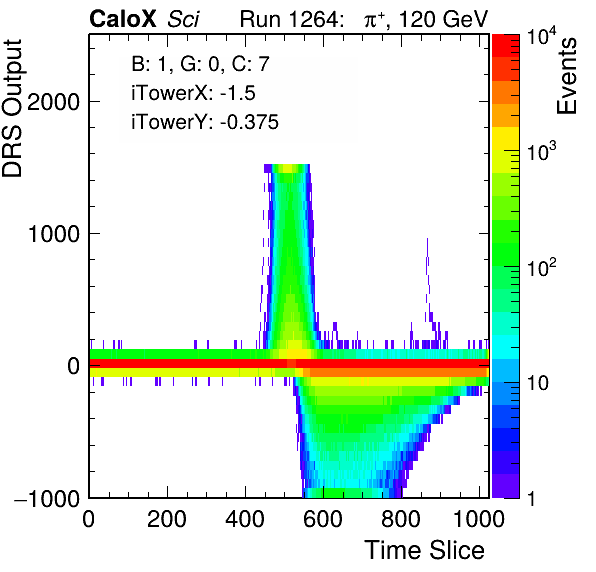 CaloX Sci Run 1264: π⁺, 120 GeV
B: 1, G: 0, C: 7
iTowerX: -1.5
iTowerY: -0.375
DRS Output
2000
1000
0
−1000
0 200 400 600 800 1000
Time Slice
10⁴
10³
10²
10
1
Events